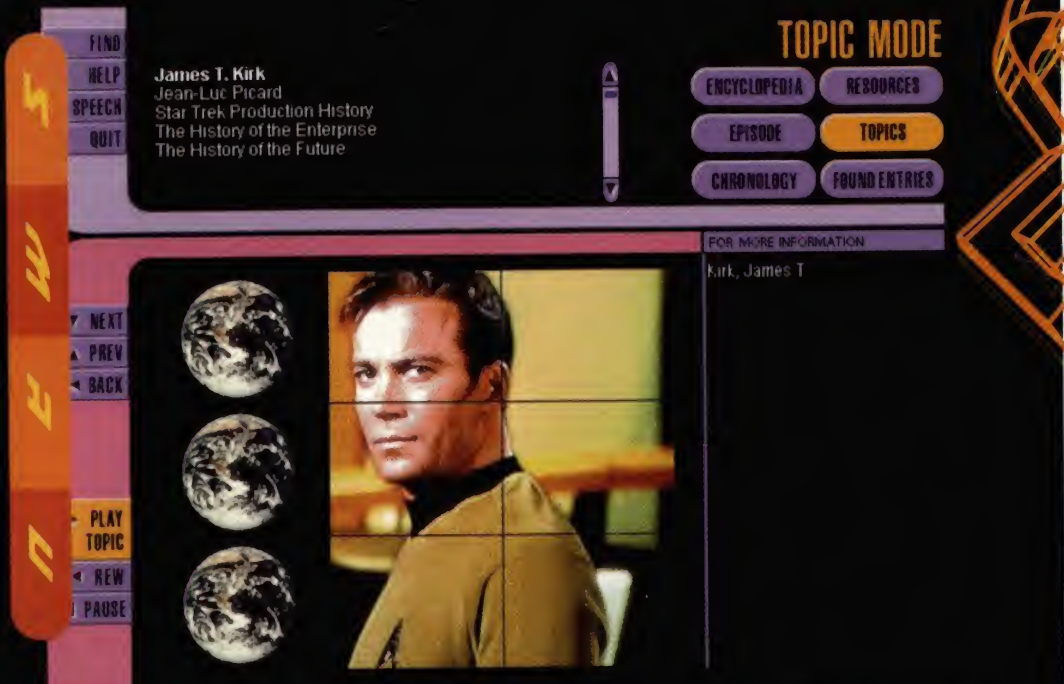 FIND
HELP
SPEECH
QUIT
James T. Kirk
Jean-Luc Picard
Star Trek Production History
The History of the Enterprise
The History of the Future
TOPIC MODE
ENCYCLOPEDIA
RESOURCES
EPISODE
TOPICS
CHRONOLOGY
FOUND ENTRIES
FOR MORE INFORMATION
Kirk, James T
NEXT
PREV
BACK
PLAY
TOPIC
REW
PAUSE